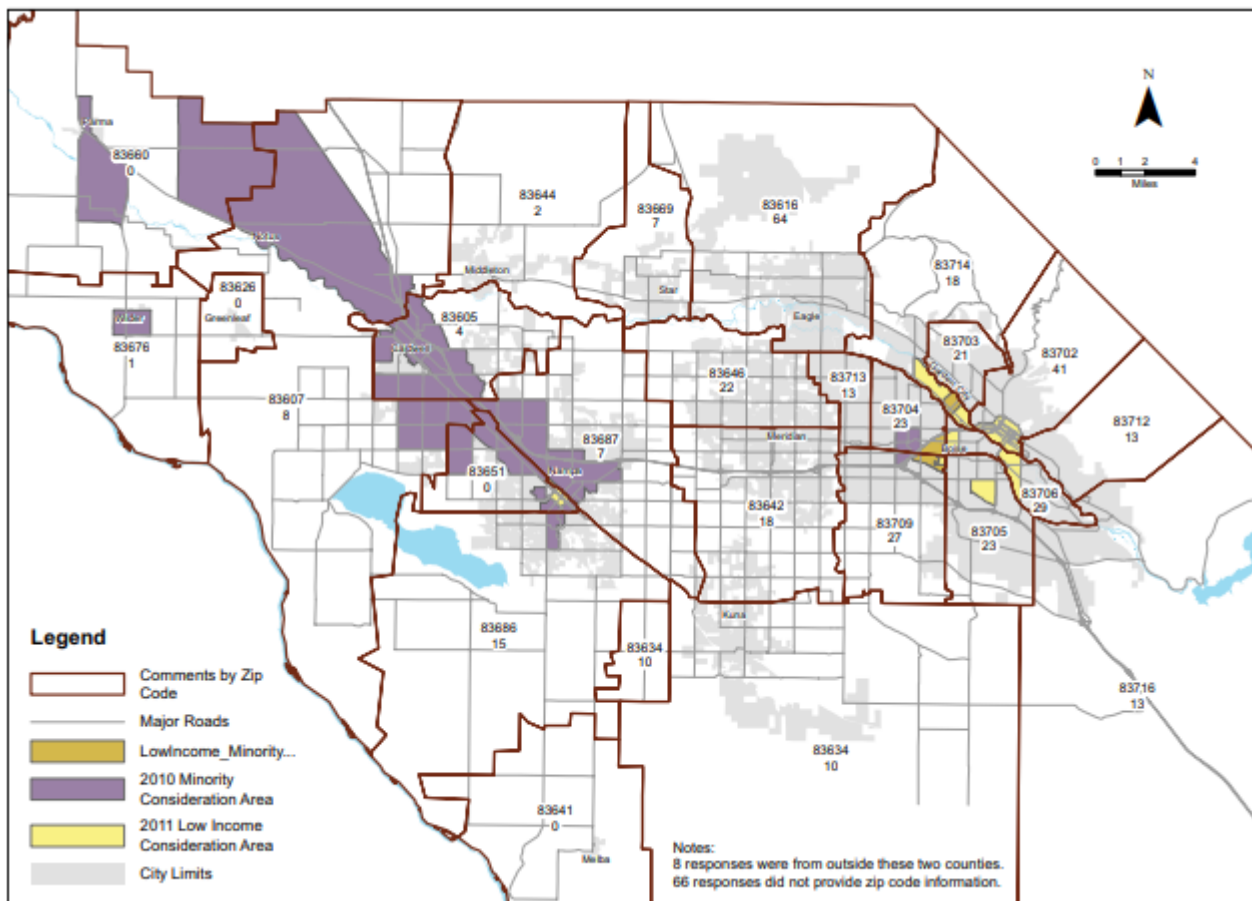 N
0 1 2 4
Miles
Parma
83660
0
83644
2
83669
7
83616
64
Notus
Middleton
Star
Eagle
83714
18
83626
0
Greenleaf
Wilder
83676
1
83605
4
Caldwell
83703
21
83702
41
Garden City
83646
22
83713
13
83704
23
83712
13
83607
8
83687
7
Meridian
Boise
83651
0
Nampa
83706
29
83642
18
83709
27
83705
23
Kuna
83686
15
83634
10
83716
13
83634
10
83641
0
Melba
Legend
Comments by Zip
Code
Major Roads
LowIncome_Minority...
2010 Minority
Consideration Area
2011 Low Income
Consideration Area
City Limits
Notes:
8 responses were from outside these two counties.
66 responses did not provide zip code information.